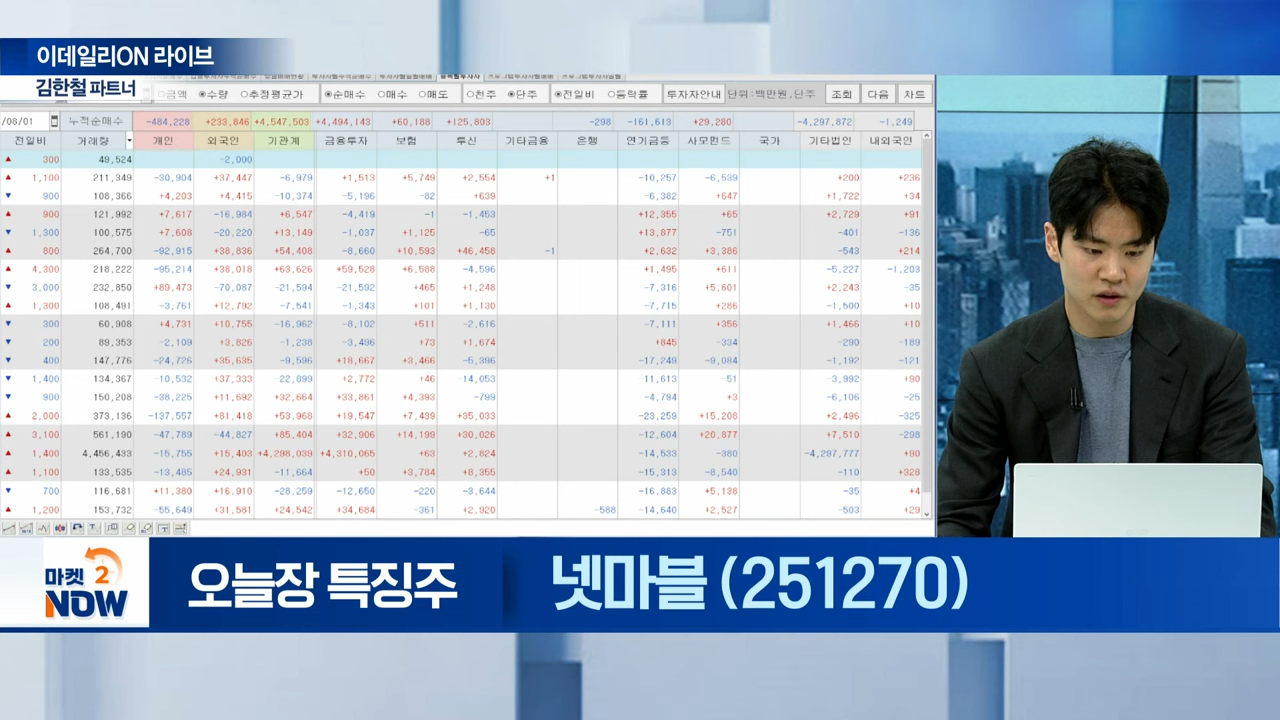 이데일리ON 라이브
김한철 파트너
○금액 ◉수량 ○추정평균가 ◉순매수 ○매수 ○매도 ○천주 ◉단주 ◉전일비 ○등락률 투자자안내 단위:백만원,단주 조회 다음 차트
/08/01 누적순매수 -484,228 +233,846 +4,547,503 +4,494,143 +60,188 +125,803 -298 -161,613 +29,280 -4,297,872 -1,249
전일비 거래량 개인 외국인 기관계 금융투자 보험 투신 기타금융 은행 연기금등 사모펀드 국가 기타법인 내외국인
▲ 300 49,524 -2,000
▲ 1,100 211,349 -30,904 +37,447 -6,979 +1,513 +5,749 +2,554 +1 -10,257 -6,539 +200 +236
▼ 900 108,366 +4,203 +4,415 -10,374 -5,196 -82 +639 -6,382 +647 +1,722 +34
▲ 900 121,992 +7,617 -16,984 +6,547 -4,419 -1 -1,453 +12,355 +65 +2,729 +91
▼ 1,300 100,575 +7,608 -20,220 +13,149 -1,037 +1,125 -65 +13,877 -751 -401 -136
▲ 800 264,700 -92,915 +38,836 +54,408 -8,660 +10,593 +46,458 -1 +2,632 +3,386 -543 +214
▲ 4,300 218,222 -95,214 +38,018 +63,626 +59,528 +6,588 -4,596 +1,495 +611 -5,227 -1,203
▼ 3,000 232,850 +89,473 -70,087 -21,594 -21,592 +465 +1,248 -7,316 +5,601 +2,243 -35
▲ 1,300 108,491 -3,761 +12,792 -7,541 -1,343 +101 +1,130 -7,715 +286 -1,500 +10
▼ 300 60,908 +4,731 +10,755 -16,962 -8,102 +511 -2,616 -7,111 +356 +1,466 +10
▼ 200 89,353 -2,109 +3,826 -1,238 -3,496 +73 +1,674 +845 -334 -290 -189
▼ 400 147,776 -24,726 +35,635 -9,596 +18,667 +3,466 -5,396 -17,249 -9,084 -1,192 -121
▼ 1,400 134,367 -10,532 +37,333 -22,899 +2,772 +46 -14,053 -11,613 -51 -3,992 +90
▼ 900 150,208 -38,225 +11,692 +32,664 +33,861 +4,393 -799 -4,794 +3 -6,106 -25
▲ 2,000 373,136 -137,557 +81,418 +53,968 +19,547 +7,439 +35,033 -23,259 +15,208 +2,496 -325
▲ 3,100 561,190 -47,789 -44,827 +85,404 +32,906 +14,199 +30,026 -12,604 +20,877 +7,510 -298
▲ 1,400 4,456,433 -15,755 +15,403 +4,298,039 +4,310,065 +63 +2,824 -14,533 -380 -4,297,777 +90
▲ 1,100 133,535 -13,485 +24,931 -11,664 +50 +3,784 +8,355 -15,313 -8,540 -110 +328
▼ 700 116,681 +11,380 +16,910 -28,259 -12,650 -220 -3,644 -16,883 +5,138 -35 +4
▲ 1,200 153,732 -55,649 +31,581 +24,542 +34,684 -361 +2,920 -588 -14,640 +2,527 -503 +29
마켓 2
NOW
오늘장 특징주
넷마블 (251270)